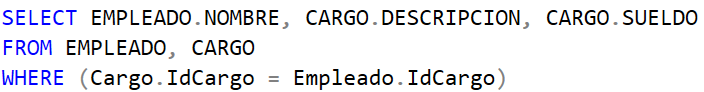 SELECT EMPLEADO.NOMBRE, CARGO.DESCRIPCION, CARGO.SUELDO
FROM EMPLEADO, CARGO
WHERE (Cargo.IdCargo = Empleado.IdCargo)